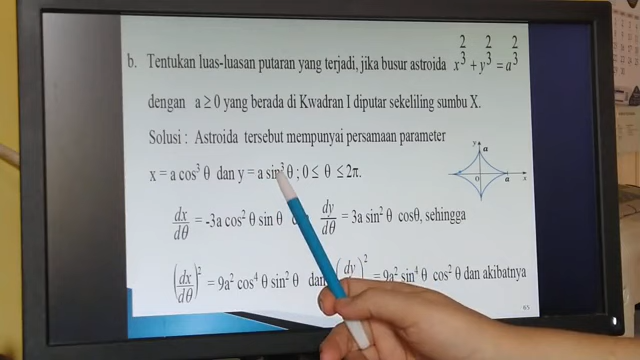 b. Tentukan luas-luasan putaran yang terjadi, jika busur astroida x^(2/3) + y^(2/3) = a^(2/3)
dengan a ≥ 0 yang berada di Kwadran I diputar sekeliling sumbu X.
Solusi : Astroida tersebut mempunyai persamaan parameter
x = a cos³ θ dan y = a sin³ θ ; 0 ≤ θ ≤ 2π.
y a
0 a x
dx/dθ = -3a cos² θ sin θ dy/dθ = 3a sin² θ cosθ, sehingga
(dx/dθ)² = 9a² cos⁴ θ sin² θ dan (dy/dθ)² = 9a² sin⁴ θ cos² θ dan akibatnya